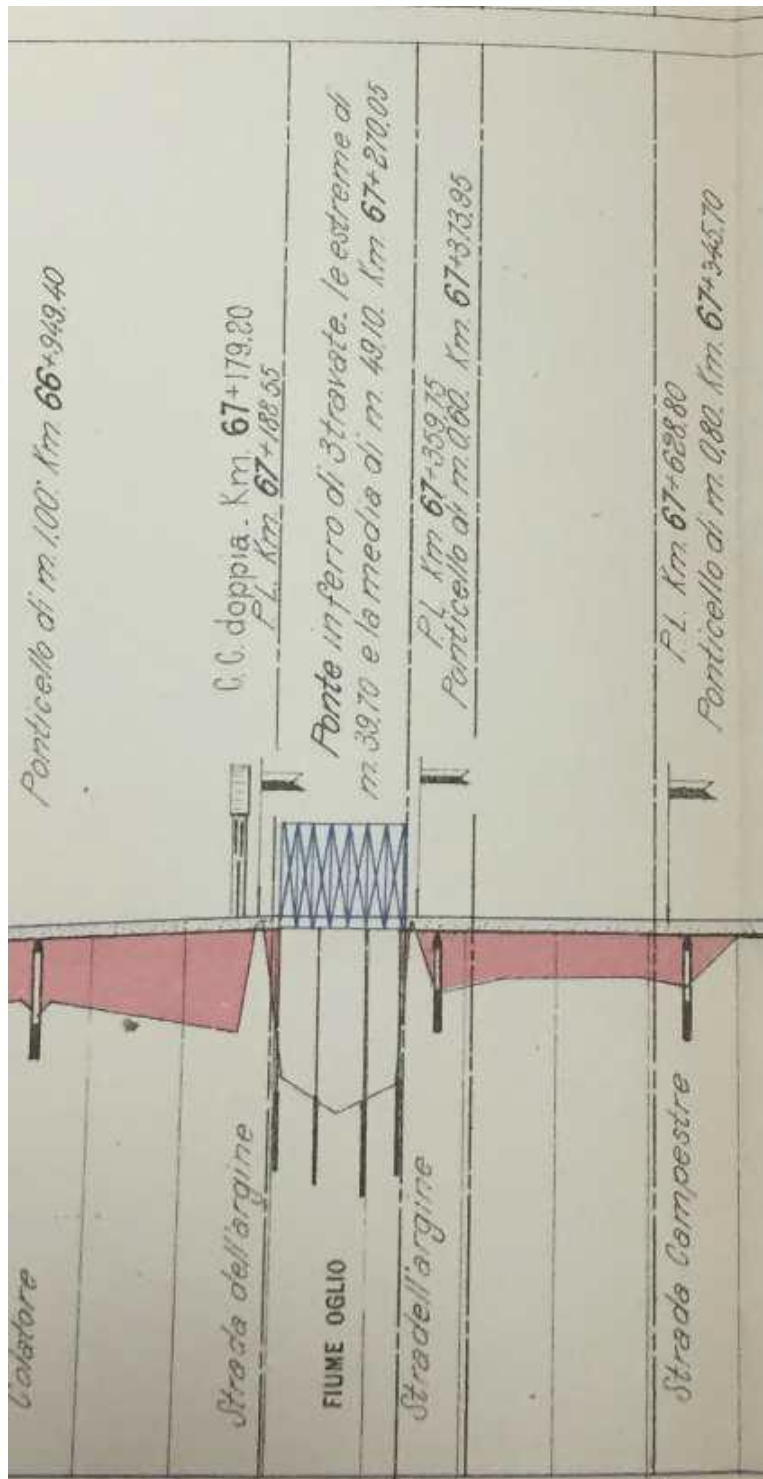 Ponticello di m. 1.00. Km. 66+949.40
C.C. doppia. Km. 67+179.20
P.L. Km. 67+188.55
Ponte in ferro di 3 travate. le estreme di
m. 39,70 e la media di m. 49,10. Km. 67+270.05
P.L. Km. 67+359.75
Ponticello di m. 0,60. Km. 67+373.95
P.L. Km. 67+628.80
Ponticello di m. 0,80. Km. 67+345.70
Colatore
Strada dell'argine
FIUME OGLIO
Stradell'argine
Strada Campestre